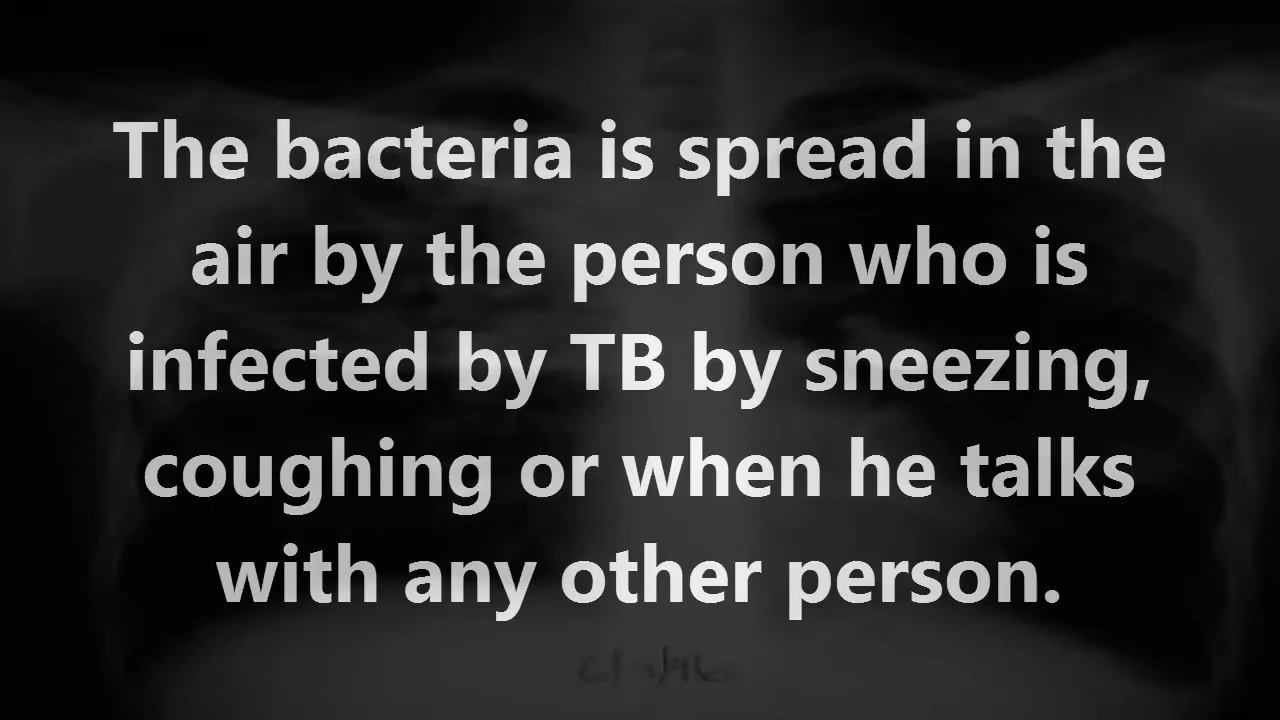 The bacteria is spread in the
air by the person who is
infected by TB by sneezing,
coughing or when he talks
with any other person.